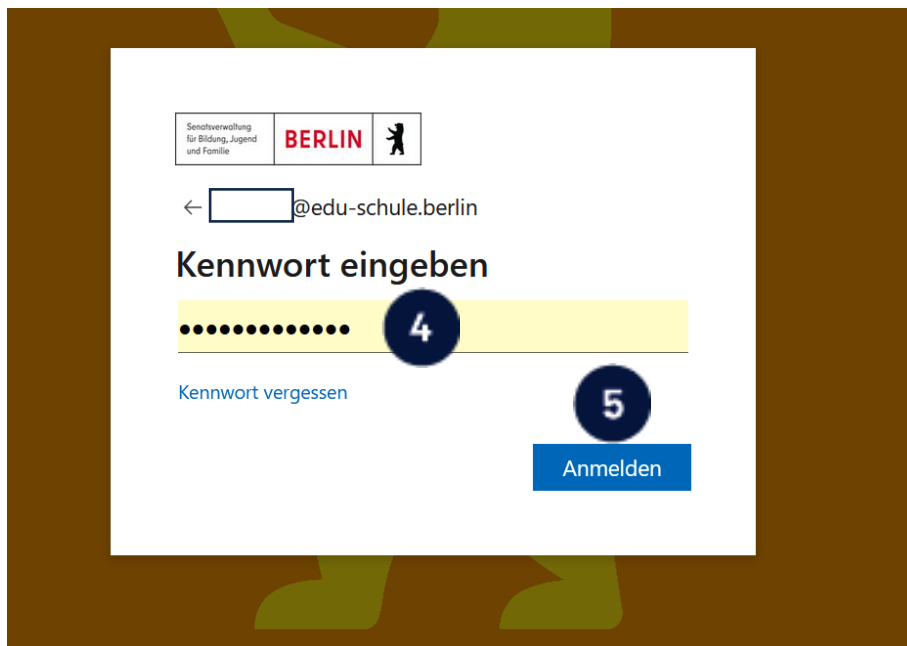 Senatsverwaltung
für Bildung, Jugend
und Familie
BERLIN
@edu-schule.berlin
Kennwort eingeben
4
Kennwort vergessen
5
Anmelden